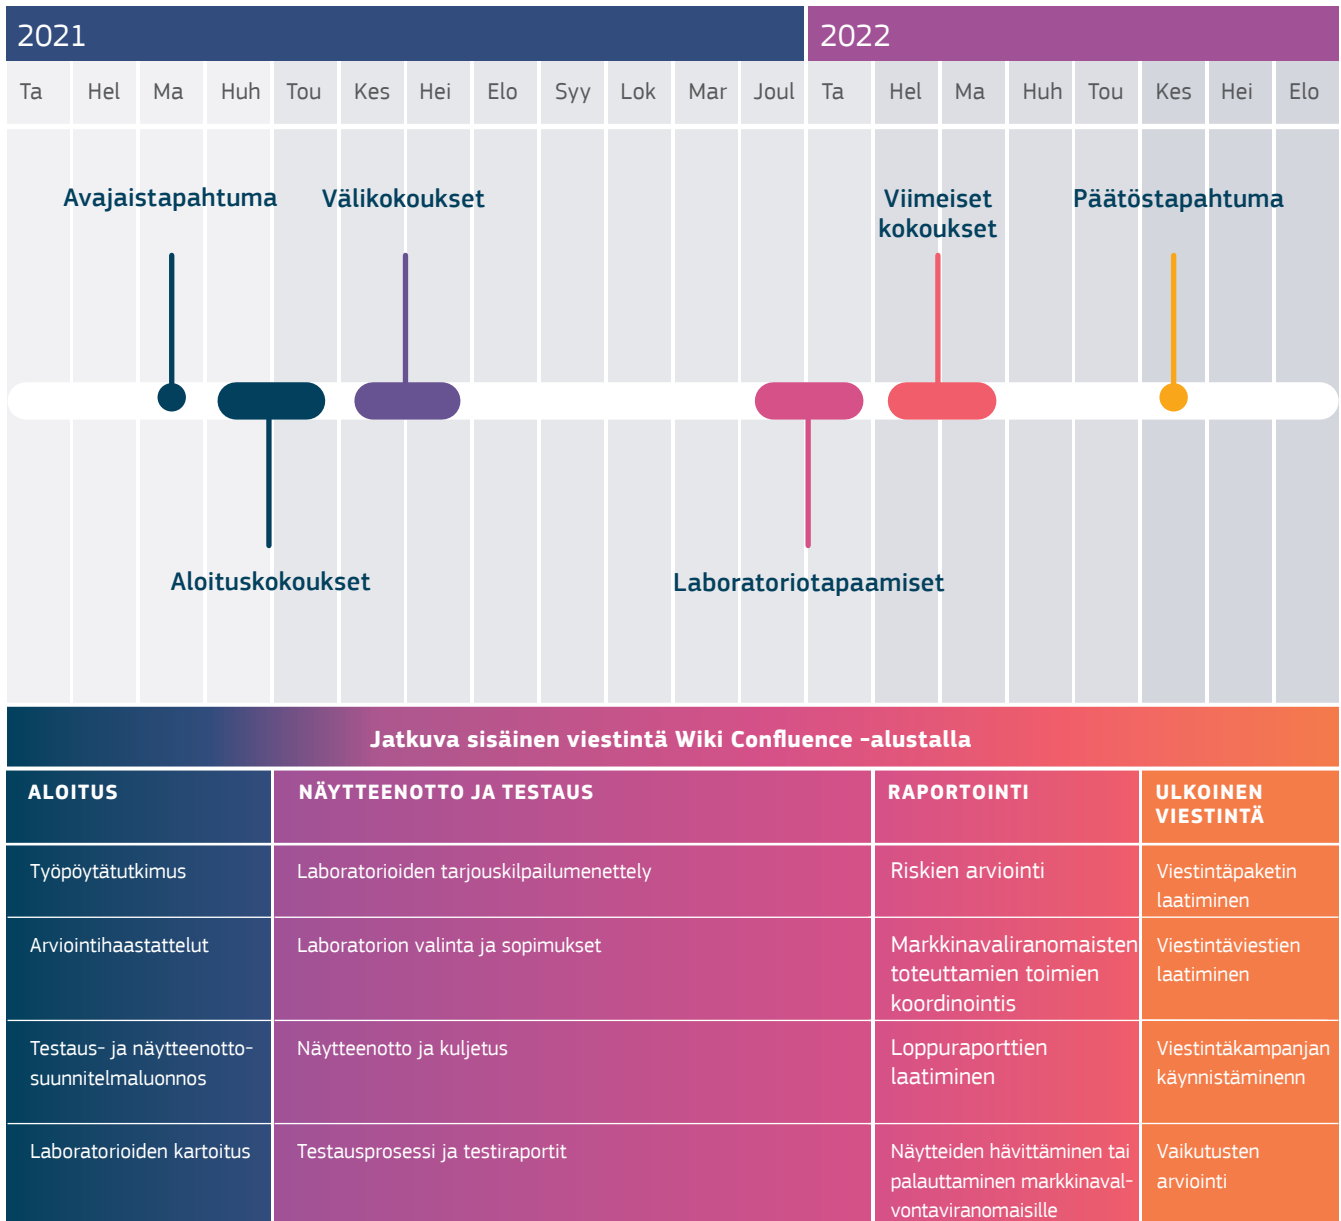 2021 2022
Ta Hel Ma Huh Tou Kes Hei Elo Syy Lok Mar Joul Ta Hel Ma Huh Tou Kes Hei Elo
Avajaistapahtuma Välikokoukset Viimeiset Päätöstapahtuma
kokoukset
Aloituskokoukset Laboratoriotapaamiset
Jatkuva sisäinen viestintä Wiki Confluence -alustalla
ALOITUS
NÄYTTEENOTTO JA TESTAUS
RAPORTOINTI
ULKOINEN
VIESTINTÄ
Työpöytätutkimus
Laboratorioiden tarjouskilpailumenettely
Riskien arviointi
Viestintäpaketin
laatiminen
Arviointihaastattelut
Laboratorion valinta ja sopimukset
Markkinavaliranomaisten
toteuttamien toimien
koordinointis
Viestintäviestien
laatiminen
Testaus- ja näytteenotto-
suunnitelmaluonnos
Näytteenotto ja kuljetus
Loppuraporttien
laatiminen
Viestintäkampanjan
käynnistäminenn
Laboratorioiden kartoitus
Testausprosessi ja testiraportit
Näytteiden hävittäminen tai
palauttaminen markkinaval-
vontaviranomaisille
Vaikutusten
arviointi